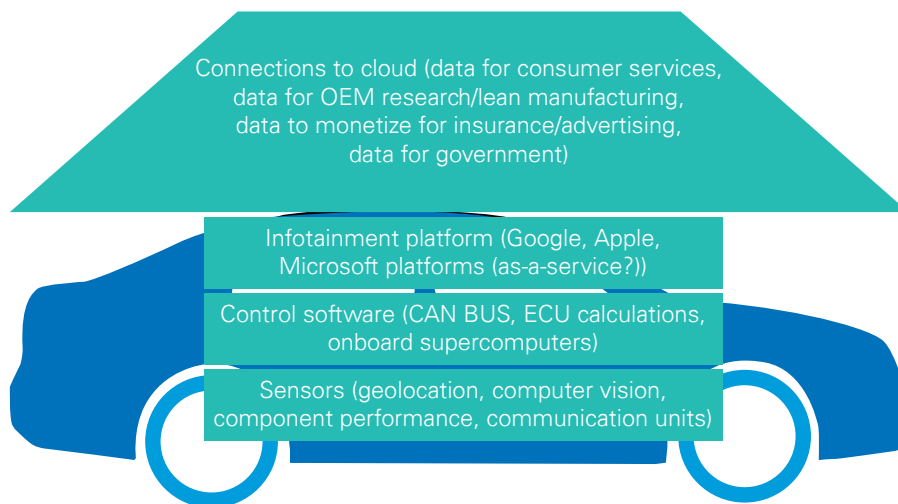 Connections to cloud (data for consumer services,
data for OEM research/lean manufacturing,
data to monetize for insurance/advertising,
data for government)
Infotainment platform (Google, Apple,
Microsoft platforms (as-a-service?))
Control software (CAN BUS, ECU calculations,
onboard supercomputers)
Sensors (geolocation, computer vision,
component performance, communication units)